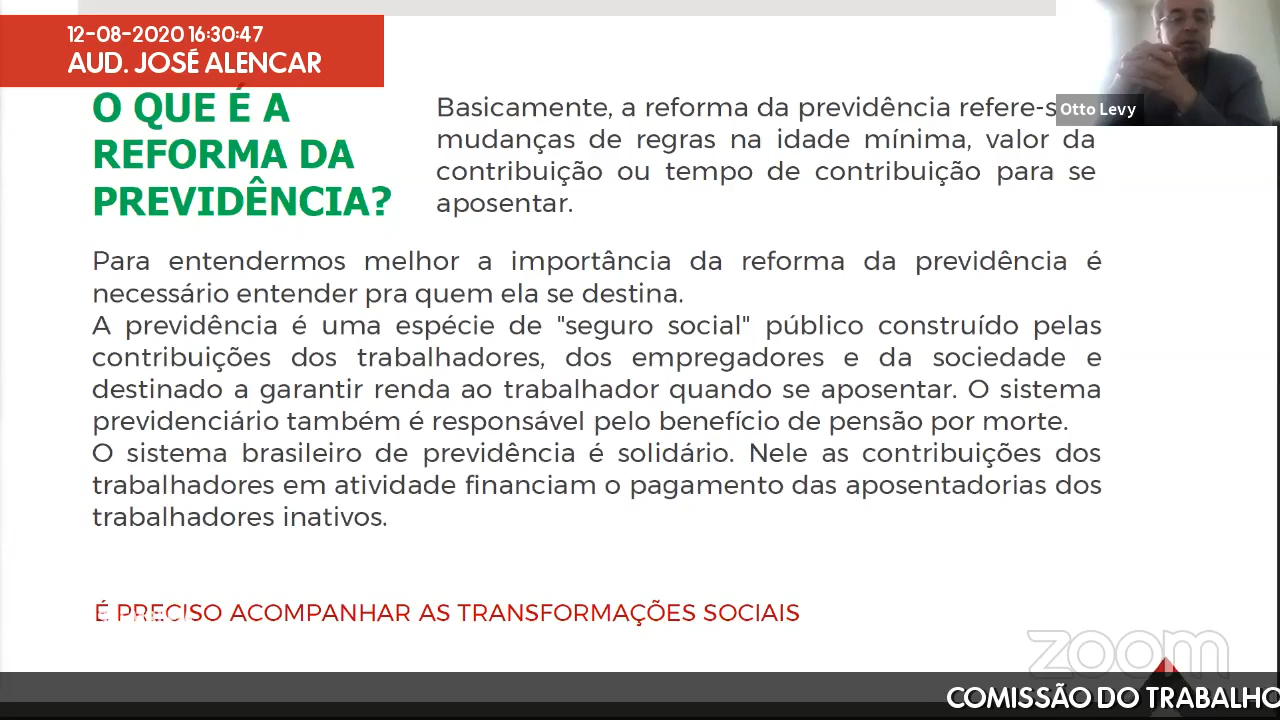 12-08-2020 16:30:47
AUD. JOSÉ ALENCAR
Otto Levy
O QUE É A
REFORMA DA
PREVIDÊNCIA?
Basicamente, a reforma da previdência refere-s
mudanças de regras na idade mínima, valor da
contribuição ou tempo de contribuição para se
aposentar.
Para entendermos melhor a importância da reforma da previdência é
necessário entender pra quem ela se destina.
A previdência é uma espécie de "seguro social" público construído pelas
contribuições dos trabalhadores, dos empregadores e da sociedade e
destinado a garantir renda ao trabalhador quando se aposentar. O sistema
previdenciário também é responsável pelo benefício de pensão por morte.
O sistema brasileiro de previdência é solidário. Nele as contribuições dos
trabalhadores em atividade financiam o pagamento das aposentadorias dos
trabalhadores inativos.
É PRECISO ACOMPANHAR AS TRANSFORMAÇÕES SOCIAIS
zoom
COMISSÃO DO TRABALHO